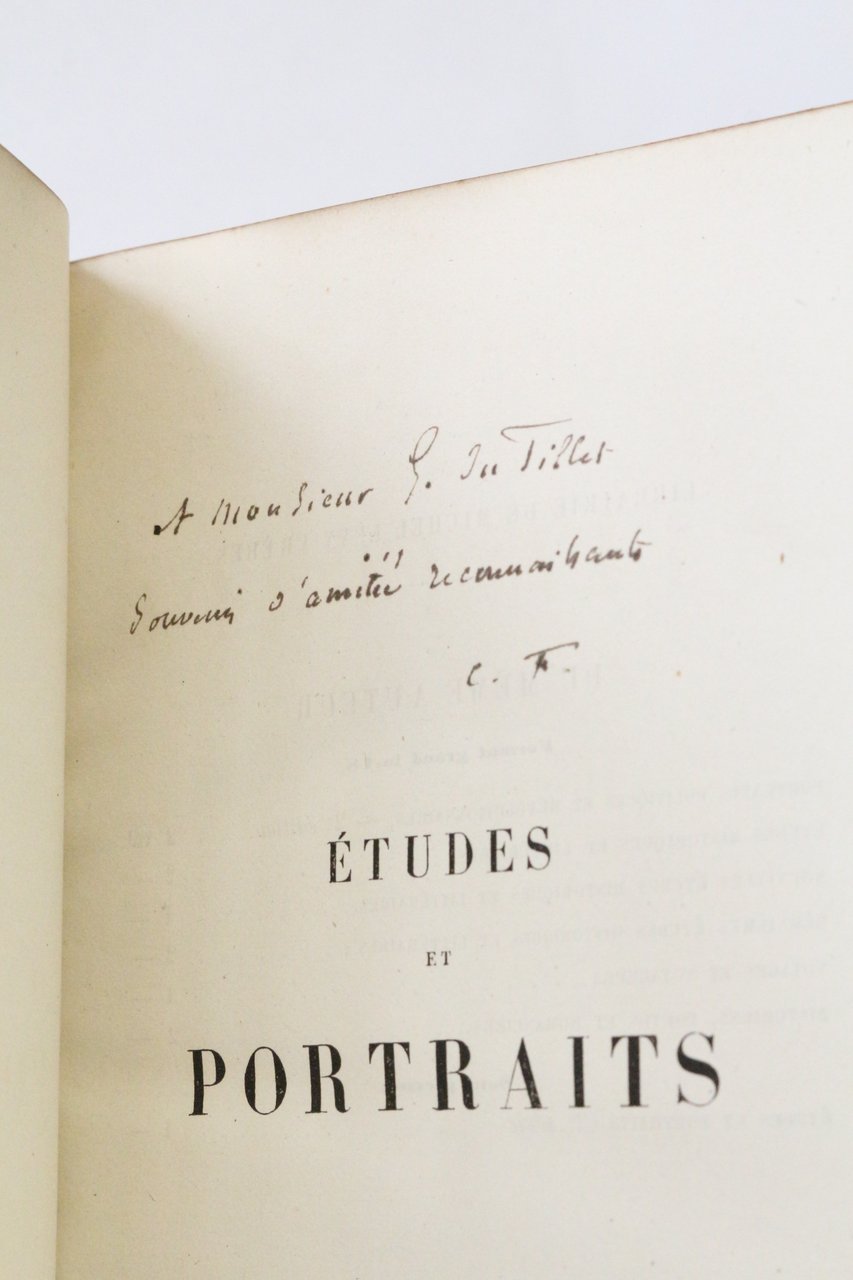 A Monsieur G. du Tillet
Souvenir d'amitié reconnaissante
C. F.
ÉTUDES
ET
PORTRAITS